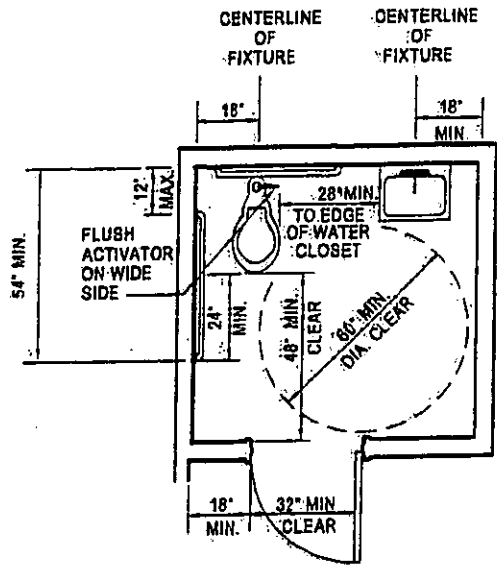 CENTERLINE
OF
FIXTURE
CENTERLINE
OF
FIXTURE
18"
18"
MIN.
12"
MAX.
28" MIN.
TO EDGE
OF WATER
CLOSET
54" MIN.
FLUSH
ACTIVATOR
ON WIDE
SIDE
24"
MIN.
48" MIN.
CLEAR
60" MIN.
DIA. CLEAR
18"
MIN.
32" MIN
CLEAR